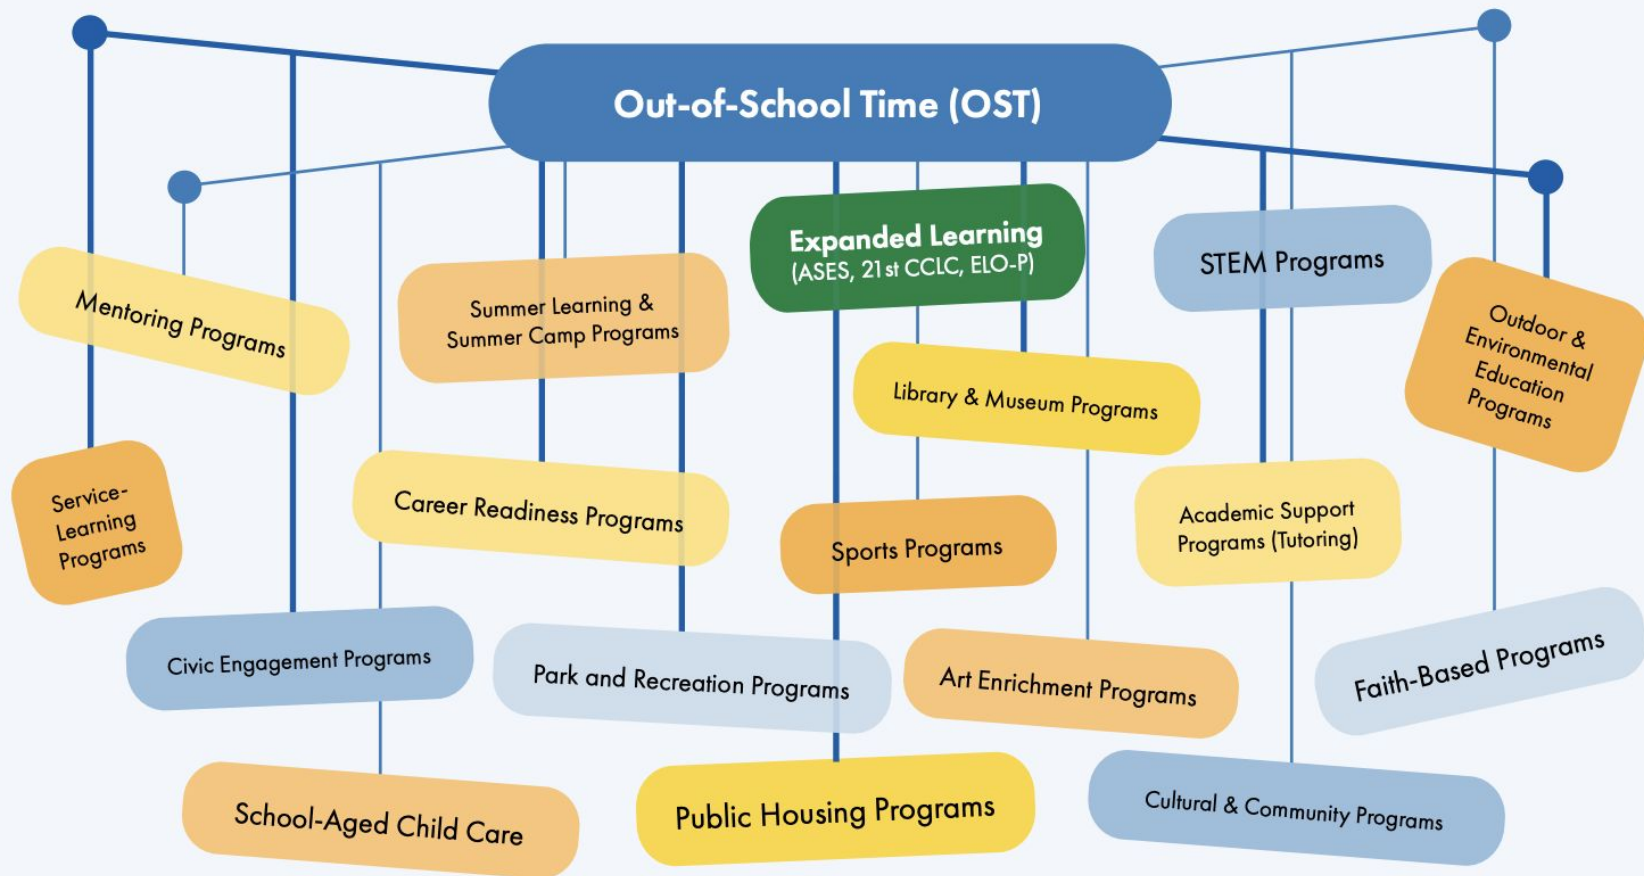 Out-of-School Time (OST)
Expanded Learning
(ASES, 21st CCLC, ELO-P)
STEM Programs
Mentoring Programs
Summer Learning &
Summer Camp Programs
Outdoor &
Environmental
Education
Programs
Library & Museum Programs
Service-
Learning
Programs
Career Readiness Programs
Sports Programs
Academic Support
Programs (Tutoring)
Civic Engagement Programs
Park and Recreation Programs
Art Enrichment Programs
Faith-Based Programs
School-Aged Child Care
Public Housing Programs
Cultural & Community Programs